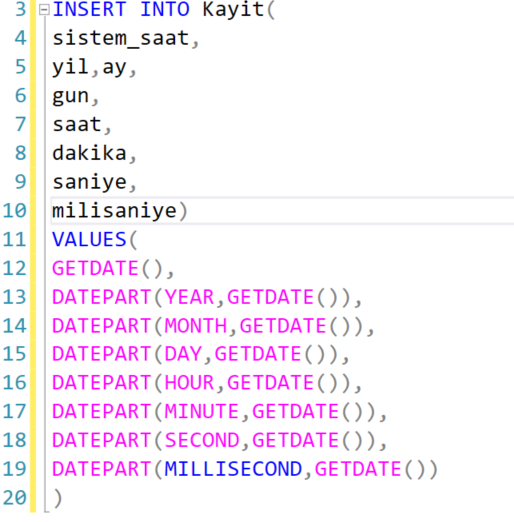 3 INSERT INTO Kayit(
4 sistem_saat,
5 yil,ay,
6 gun,
7 saat,
8 dakika,
9 saniye,
10 milisaniye)
11 VALUES(
12 GETDATE(),
13 DATEPART(YEAR,GETDATE()),
14 DATEPART(MONTH,GETDATE()),
15 DATEPART(DAY,GETDATE()),
16 DATEPART(HOUR,GETDATE()),
17 DATEPART(MINUTE,GETDATE()),
18 DATEPART(SECOND,GETDATE()),
19 DATEPART(MILLISECOND,GETDATE())
20 )